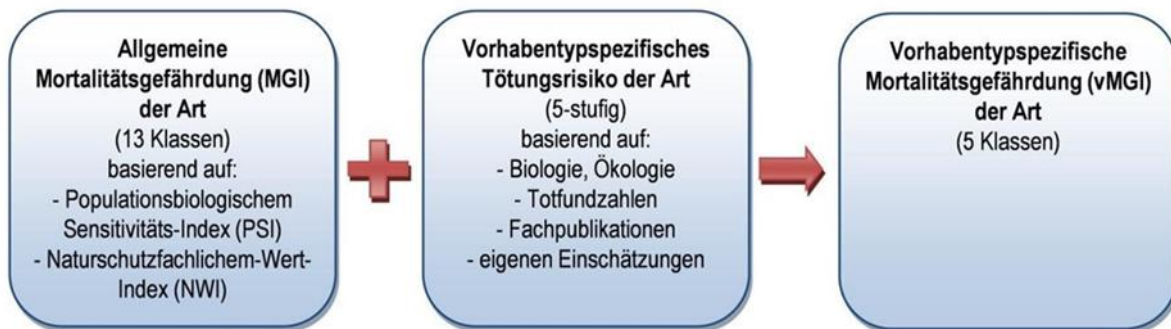 Allgemeine
Mortalitätsgefährdung (MGI)
der Art
(13 Klassen)
basierend auf:
- Populationsbiologischem
Sensitivitäts-Index (PSI)
- Naturschutzfachlichem-Wert-
Index (NWI)
Vorhabentypspezifisches
Tötungsrisiko der Art
(5-stufig)
basierend auf:
- Biologie, Ökologie
- Totfundzahlen
- Fachpublikationen
- eigenen Einschätzungen
Vorhabentypspezifische
Mortalitätsgefährdung (vMGI)
der Art
(5 Klassen)